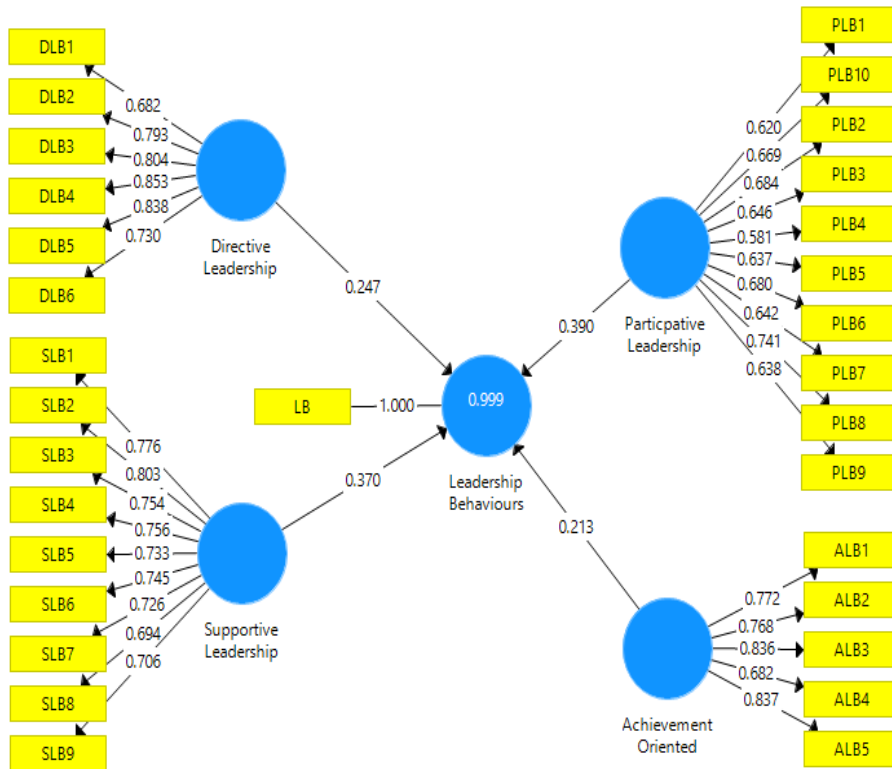 DLB1
DLB2
DLB3
DLB4
DLB5
DLB6
0.682
0.793
0.804
0.853
0.838
0.730
Directive
Leadership
0.247
SLB1
SLB2
SLB3
SLB4
SLB5
SLB6
SLB7
SLB8
SLB9
0.776
0.803
0.754
0.756
0.733
0.745
0.726
0.694
0.706
Supportive
Leadership
0.370
LB
1.000
0.999
Leadership
Behaviours
PLB1
PLB10
PLB2
PLB3
PLB4
PLB5
PLB6
PLB7
PLB8
PLB9
0.620
0.669
0.684
0.646
0.581
0.637
0.680
0.642
0.741
0.638
Particpative
Leadership
0.390
ALB1
ALB2
ALB3
ALB4
ALB5
0.772
0.768
0.836
0.682
0.837
Achievement
Oriented
0.213